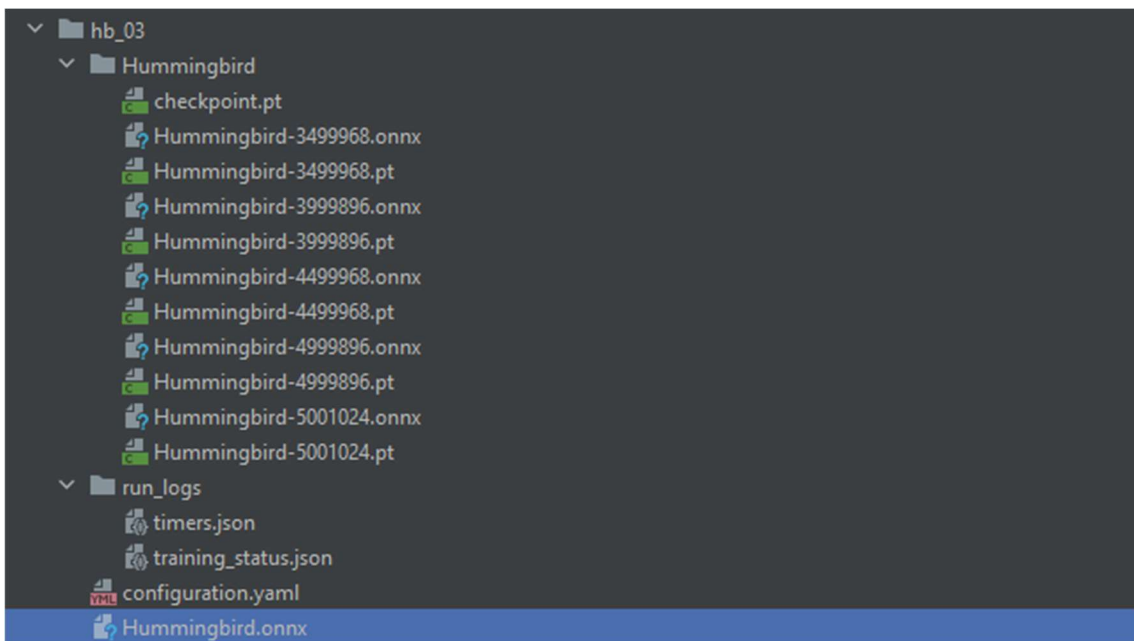 hb_03
Hummingbird
checkpoint.pt
Hummingbird-3499968.onnx
Hummingbird-3499968.pt
Hummingbird-3999896.onnx
Hummingbird-3999896.pt
Hummingbird-4499968.onnx
Hummingbird-4499968.pt
Hummingbird-4999896.onnx
Hummingbird-4999896.pt
Hummingbird-5001024.onnx
Hummingbird-5001024.pt
run_logs
timers.json
training_status.json
configuration.yaml
Hummingbird.onnx